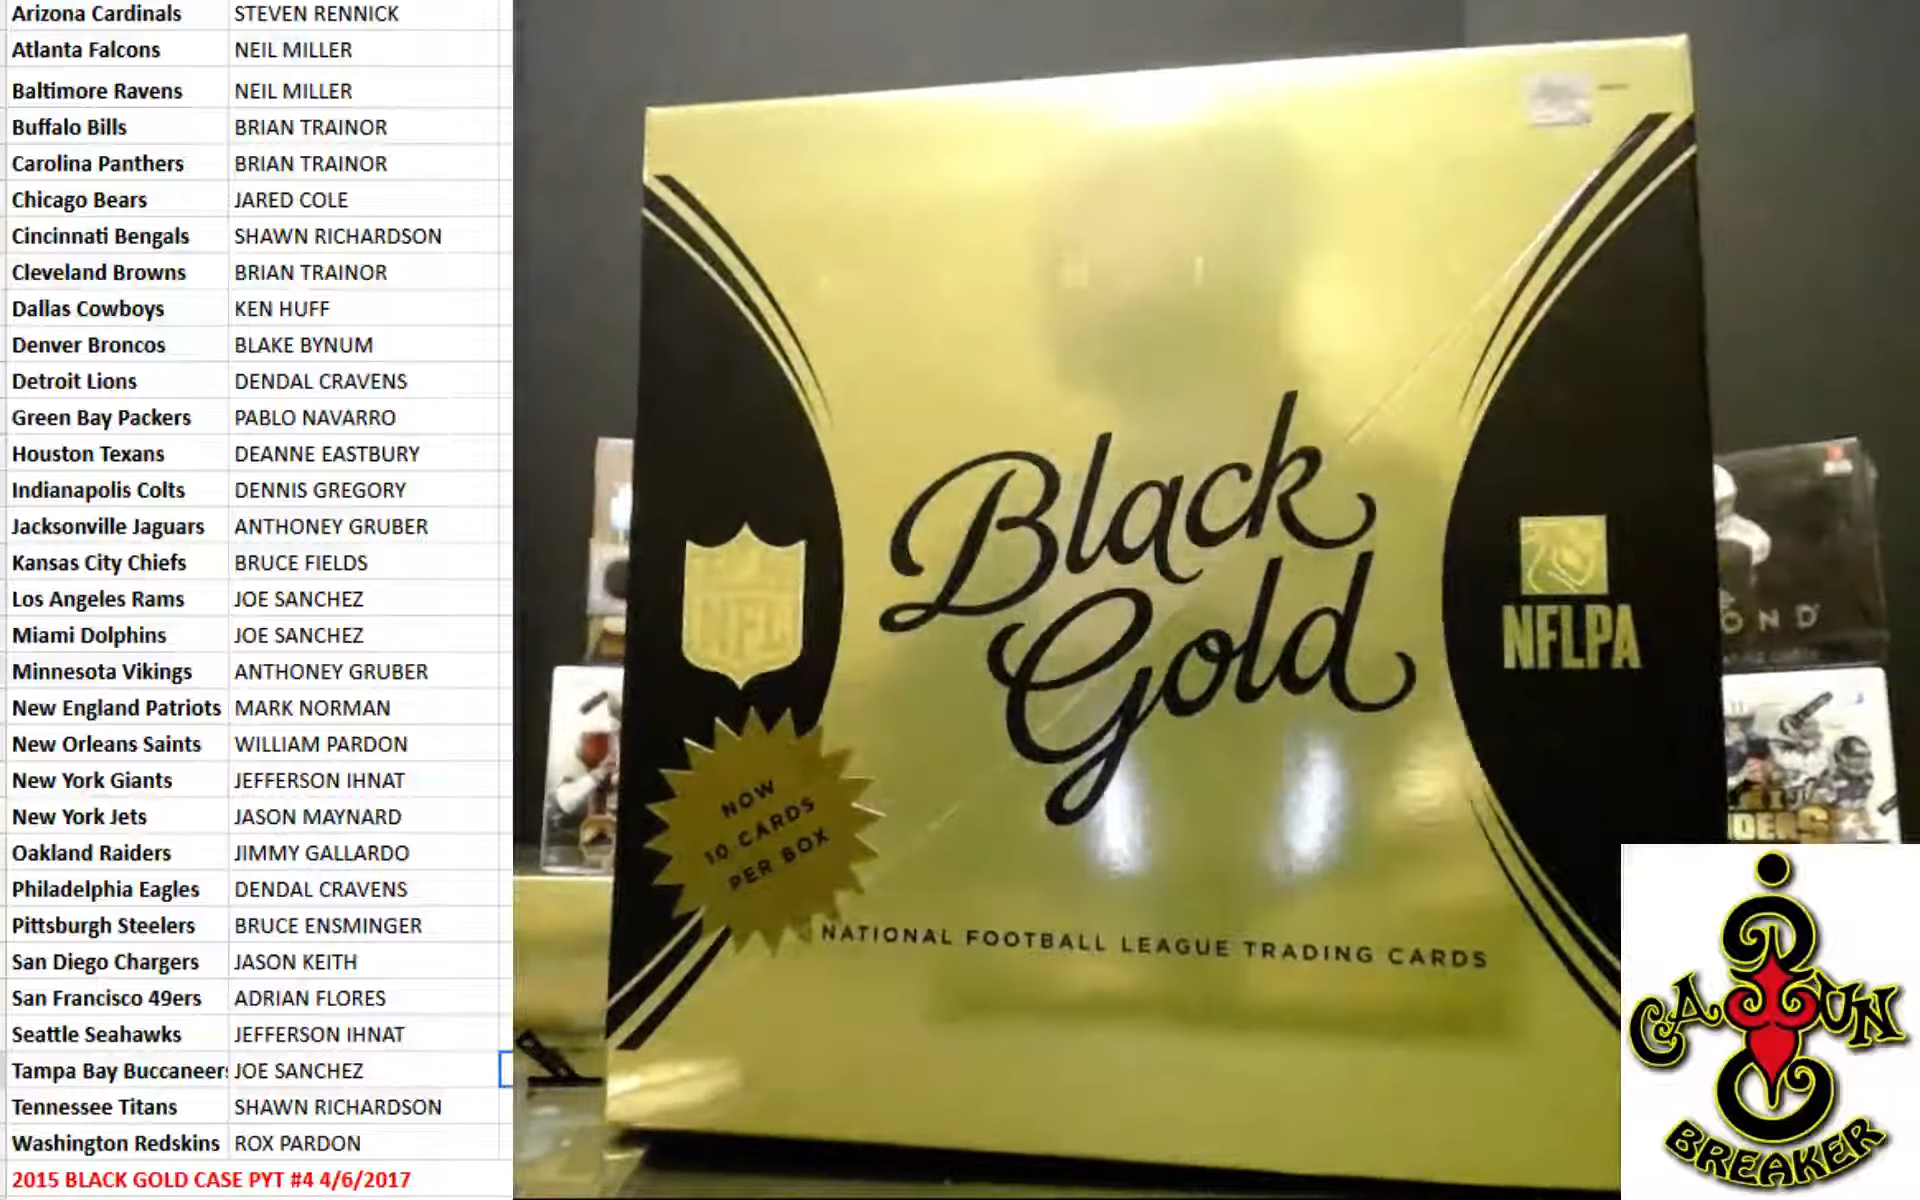 Arizona Cardinals STEVEN RENNICK
Atlanta Falcons NEIL MILLER
Baltimore Ravens NEIL MILLER
Buffalo Bills BRIAN TRAINOR
Carolina Panthers BRIAN TRAINOR
Chicago Bears JARED COLE
Cincinnati Bengals SHAWN RICHARDSON
Cleveland Browns BRIAN TRAINOR
Dallas Cowboys KEN HUFF
Denver Broncos BLAKE BYNUM
Detroit Lions DENDAL CRAVENS
Green Bay Packers PABLO NAVARRO
Houston Texans DEANNE EASTBURY
Indianapolis Colts DENNIS GREGORY
Jacksonville Jaguars ANTHONEY GRUBER
Kansas City Chiefs BRUCE FIELDS
Los Angeles Rams JOE SANCHEZ
Miami Dolphins JOE SANCHEZ
Minnesota Vikings ANTHONEY GRUBER
New England Patriots MARK NORMAN
New Orleans Saints WILLIAM PARDON
New York Giants JEFFERSON IHNAT
New York Jets JASON MAYNARD
Oakland Raiders JIMMY GALLARDO
Philadelphia Eagles DENDAL CRAVENS
Pittsburgh Steelers BRUCE ENSMINGER
San Diego Chargers JASON KEITH
San Francisco 49ers ADRIAN FLORES
Seattle Seahawks JEFFERSON IHNAT
Tampa Bay Buccaneers JOE SANCHEZ
Tennessee Titans SHAWN RICHARDSON
Washington Redskins ROX PARDON
2015 BLACK GOLD CASE PYT #4 4/6/2017
Black
Gold
NFL
NFLPA
NOW
10 CARDS
PER BOX
NATIONAL FOOTBALL LEAGUE TRADING CARDS
CAJUN
BREAKER